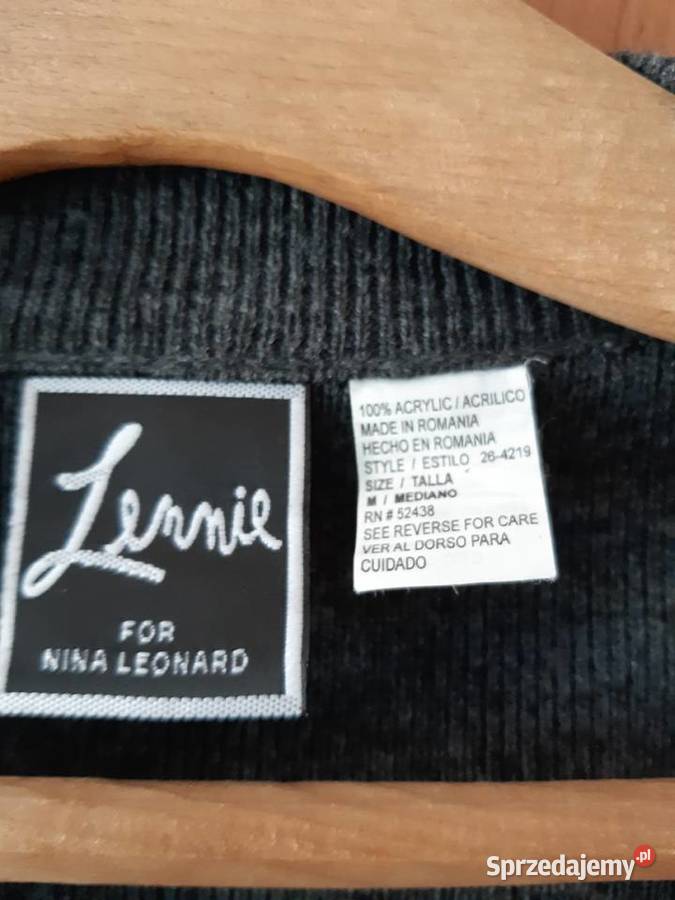 Lennie
FOR
NINA LEONARD
100% ACRYLIC / ACRILICO
MADE IN ROMANIA
HECHO EN ROMANIA
STYLE / ESTILO 26-4219
SIZE / TALLA
M / MEDIANO
RN # 52438
SEE REVERSE FOR CARE
VER AL DORSO PARA
CUIDADO
Sprzedajemy.pl